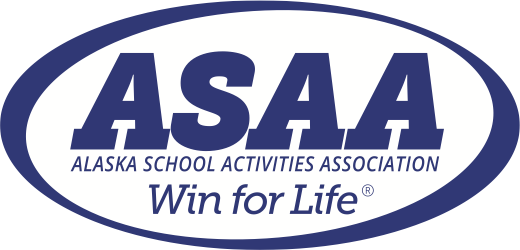 ASAA
ALASKA SCHOOL ACTIVITIES ASSOCIATION
Win for Life®